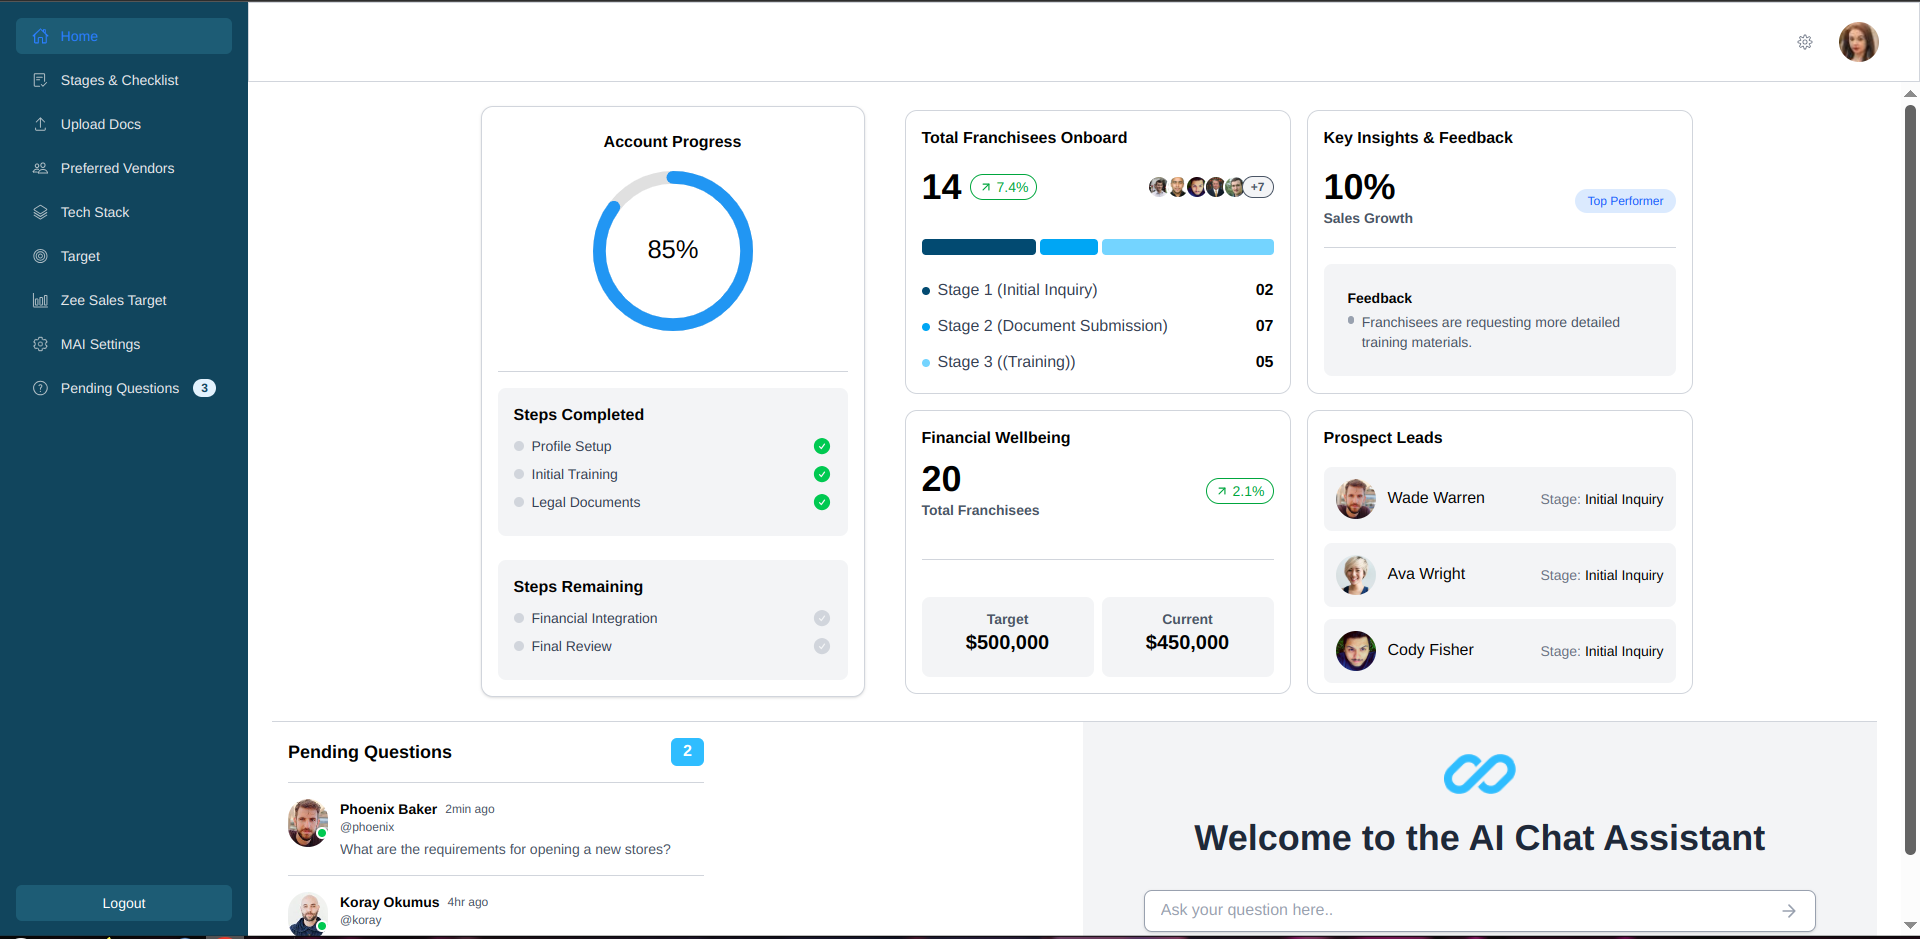 Home
Stages & Checklist
Upload Docs
Preferred Vendors
Tech Stack
Target
Zee Sales Target
MAI Settings
Pending Questions 3
Logout
Account Progress
85%
Steps Completed
Profile Setup
Initial Training
Legal Documents
Steps Remaining
Financial Integration
Final Review
Total Franchisees Onboard
14 7.4% +7
Stage 1 (Initial Inquiry) 02
Stage 2 (Document Submission) 07
Stage 3 ((Training)) 05
Key Insights & Feedback
10%
Sales Growth
Top Performer
Feedback
Franchisees are requesting more detailed
training materials.
Financial Wellbeing
20
Total Franchisees
2.1%
Target
$500,000
Current
$450,000
Prospect Leads
Wade Warren Stage: Initial Inquiry
Ava Wright Stage: Initial Inquiry
Cody Fisher Stage: Initial Inquiry
Pending Questions 2
Phoenix Baker 2min ago
@phoenix
What are the requirements for opening a new stores?
Koray Okumus 4hr ago
@koray
Welcome to the AI Chat Assistant
Ask your question here..